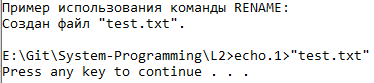 Пример использования команды RENAME:
Создан файл "test.txt".
E:\Git\System-Programming\L2>echo.1>"test.txt"
Press any key to continue . . .